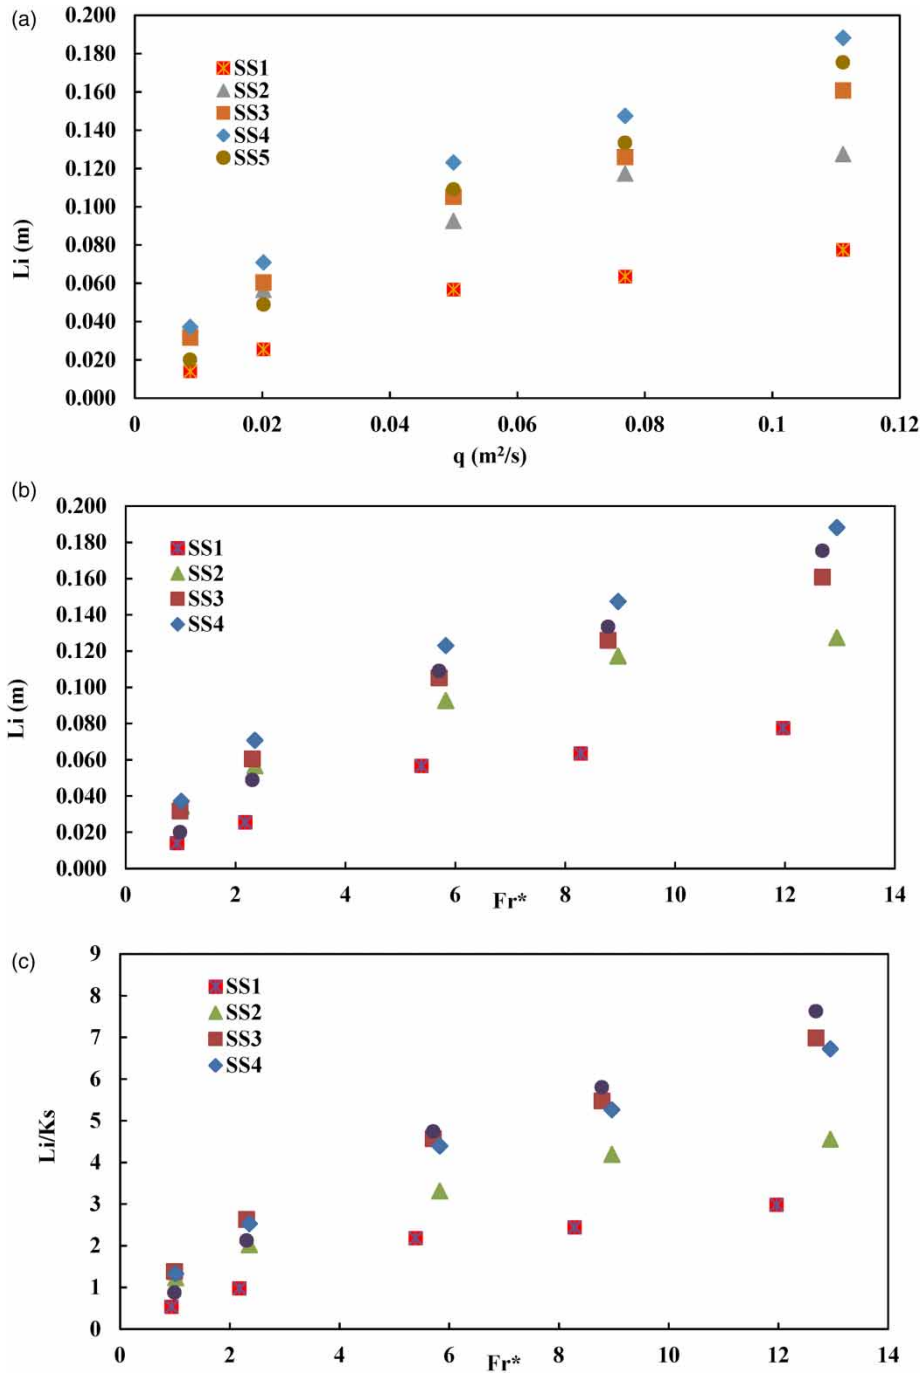 (a)
0.200
0.180
0.160
0.140
0.120
0.100
0.080
0.060
0.040
0.020
0.000
Li (m)
SS1
SS2
SS3
SS4
SS5
0 0.02 0.04 0.06 0.08 0.1 0.12
q (m²/s)
(b)
0.200
0.180
0.160
0.140
0.120
0.100
0.080
0.060
0.040
0.020
0.000
Li (m)
SS1
SS2
SS3
SS4
0 2 4 6 8 10 12 14
Fr*
(c)
9
8
7
6
5
4
3
2
1
0
Li/Ks
SS1
SS2
SS3
SS4
0 2 4 6 8 10 12 14
Fr*